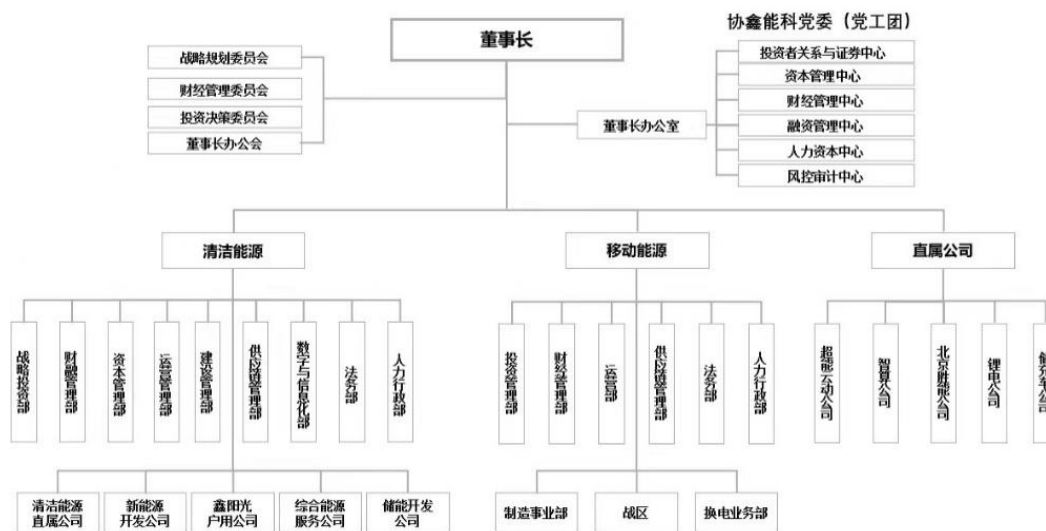 协鑫能科党委（党工团）
董事长
战略规划委员会
财经管理委员会
投资决策委员会
董事长办公会
董事长办公室
投资者关系与证券中心
资本管理中心
财经管理中心
融资管理中心
人力资本中心
风控审计中心
清洁能源
移动能源
直属公司
战略投资部
财融管理部
资本管理部
运营管理部
建设管理部
供应链管理部
数字与信息化部
法务部
人力行政部
投资管理部
财经管理部
运营部
供应链管理部
法务部
人力行政部
超能云动公司
智算公司
北京胜能公司
锂电公司
储充车公司
清洁能源
直属公司
新能源
开发公司
鑫阳光
户用公司
综合能源
服务公司
储能开发
公司
制造事业部
战区
换电业务部